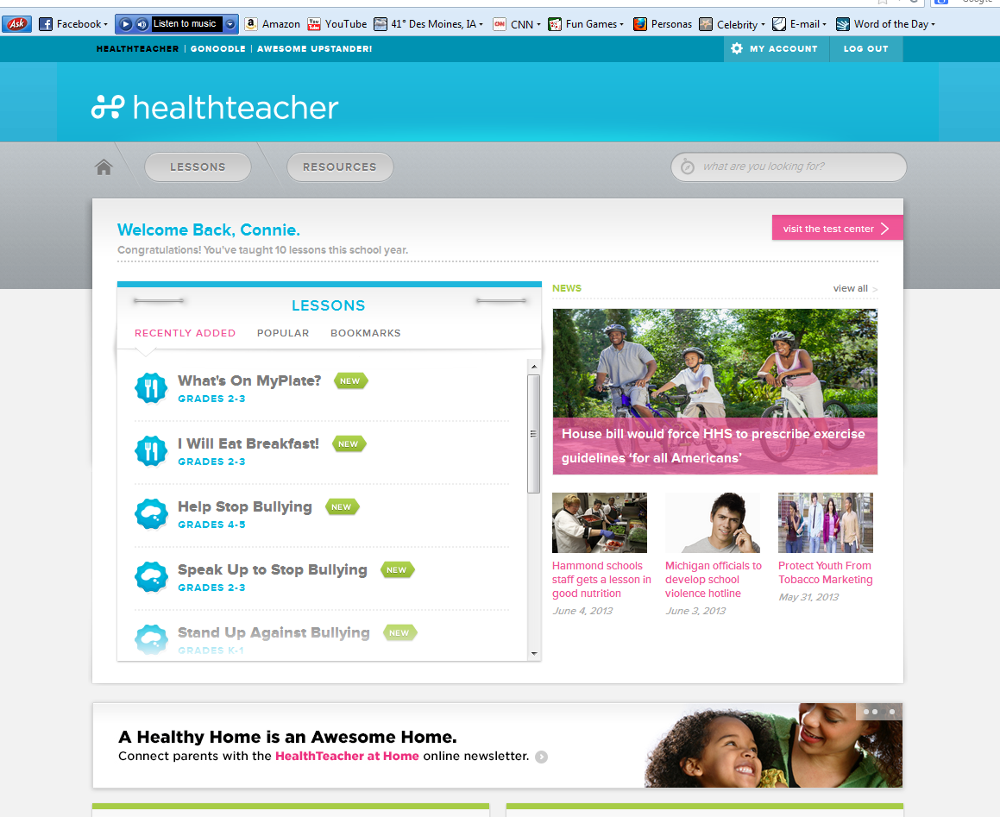 Google
Ask Facebook Listen to music a Amazon You Tube YouTube 41° Des Moines, IA CNN CNN Fun Games Personas Celebrity E-mail Word of the Day
HEALTHTEACHER | GONOODLE | AWESOME UPSTANDER! MY ACCOUNT LOG OUT
healthteacher
LESSONS RESOURCES what are you looking for?
Welcome Back, Connie.
visit the test center
Congratulations! You've taught 10 lessons this school year.
LESSONS
RECENTLY ADDED POPULAR BOOKMARKS
What's On MyPlate? NEW
GRADES 2-3
I Will Eat Breakfast! NEW
GRADES 2-3
Help Stop Bullying NEW
GRADES 4-5
Speak Up to Stop Bullying NEW
GRADES 2-3
Stand Up Against Bullying NEW
GRADES K-1
NEWS view all >
House bill would force HHS to prescribe exercise
guidelines ‘for all Americans’
Hammond schools
staff gets a lesson in
good nutrition
June 4, 2013
Michigan officials to
develop school
violence hotline
June 3, 2013
Protect Youth From
Tobacco Marketing
May 31, 2013
A Healthy Home is an Awesome Home.
Connect parents with the HealthTeacher at Home online newsletter.